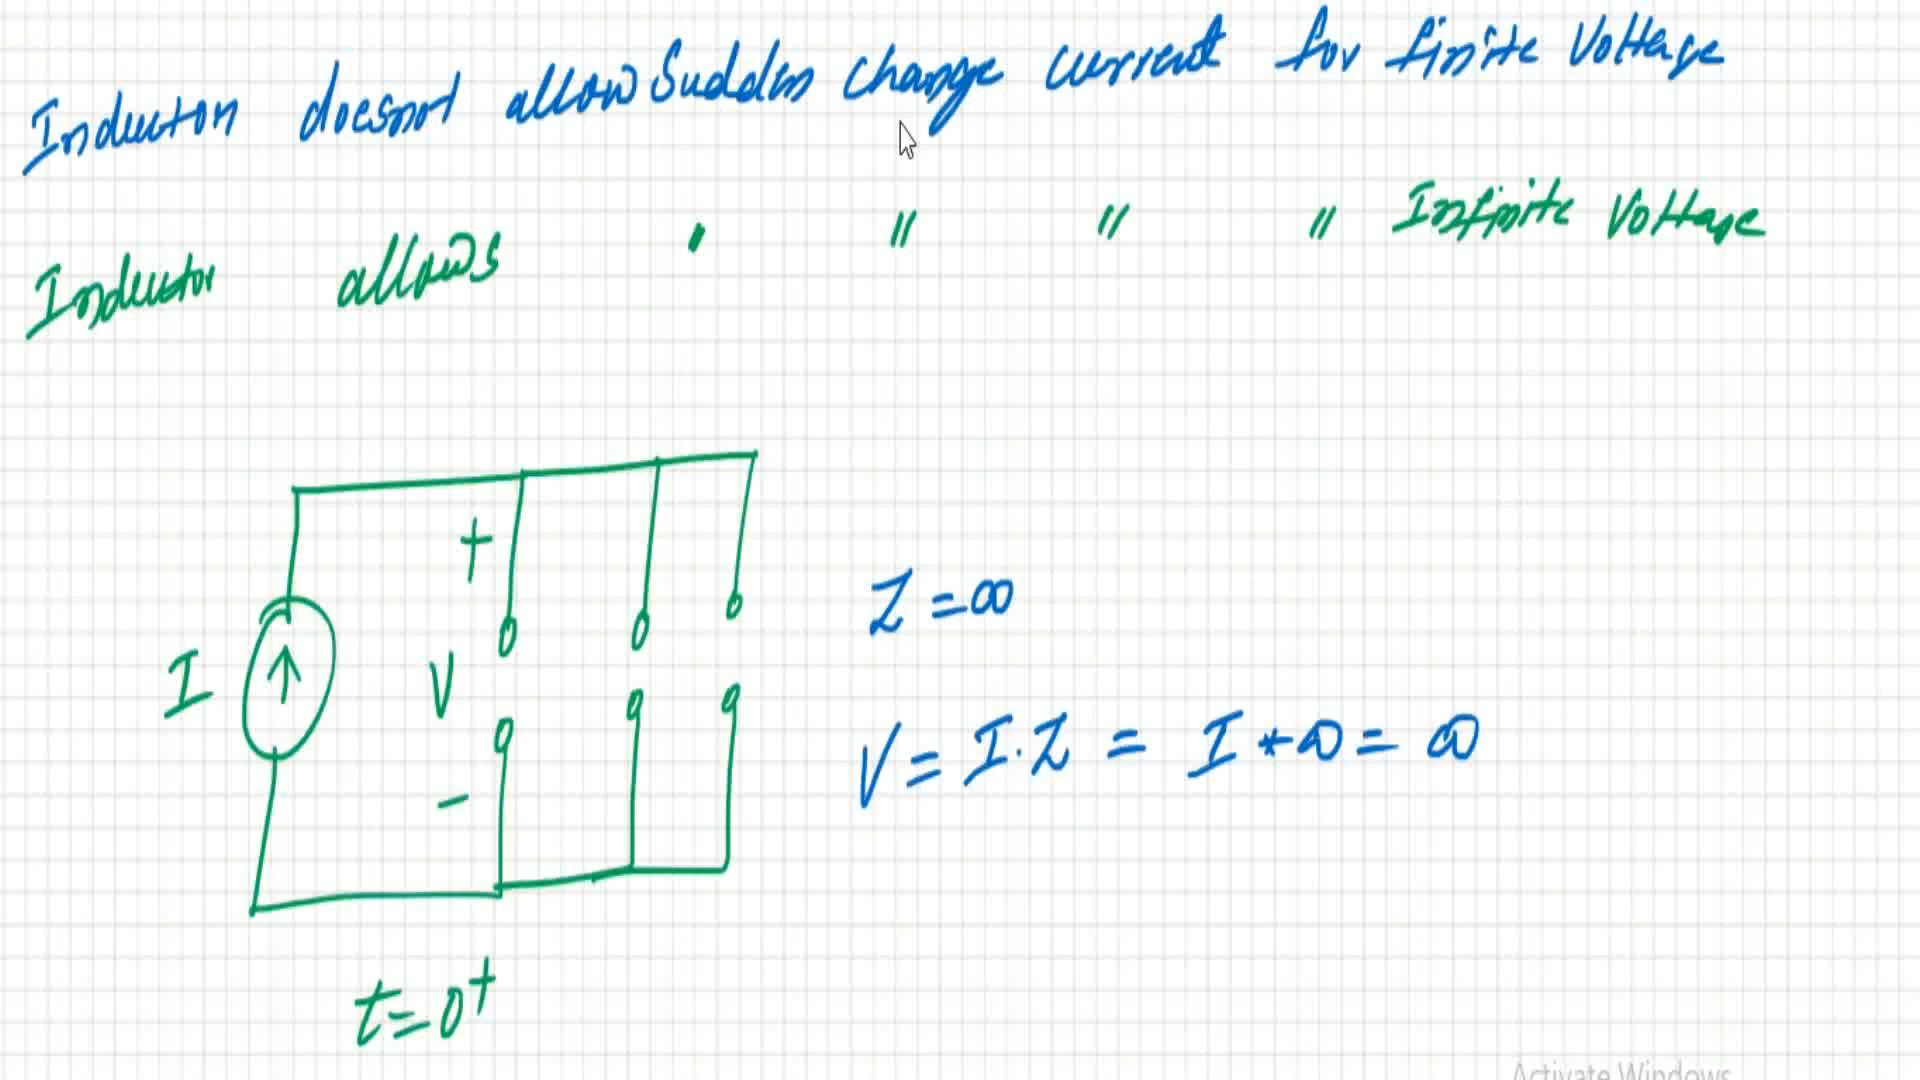 Inductor doesnot allow Sudden change current for finite Voltage
Inductor allows " " " " Infinite Voltage
+
I
V
-
t=0+
Z = ∞
V = I.Z = I * ∞ = ∞
Activate Windows